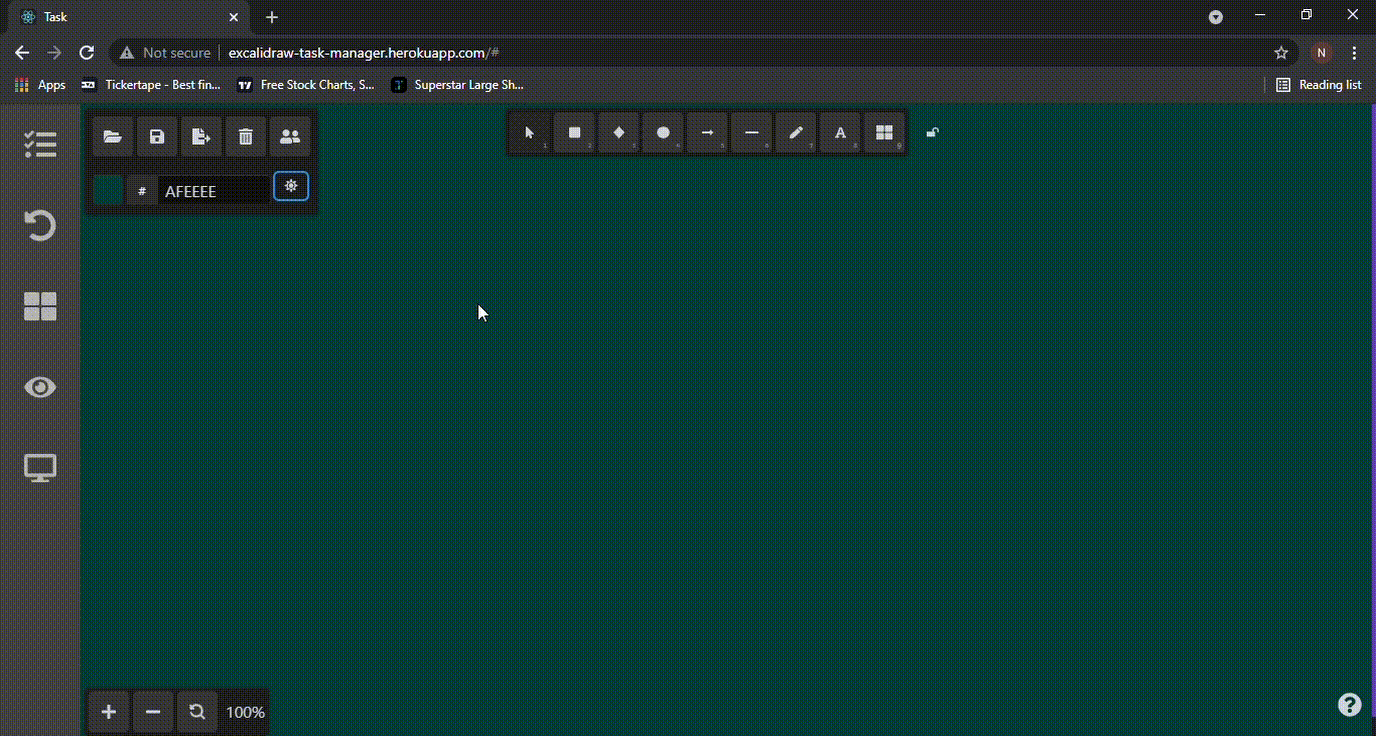 Task
Not secure excalidraw-task-manager.herokuapp.com/#
N
Apps Tickertape - Best fin... Free Stock Charts, S... Superstar Large Sh... Reading list
1 2 3 4 5 6 7 A 8 9
# AFEEEE
100%
?